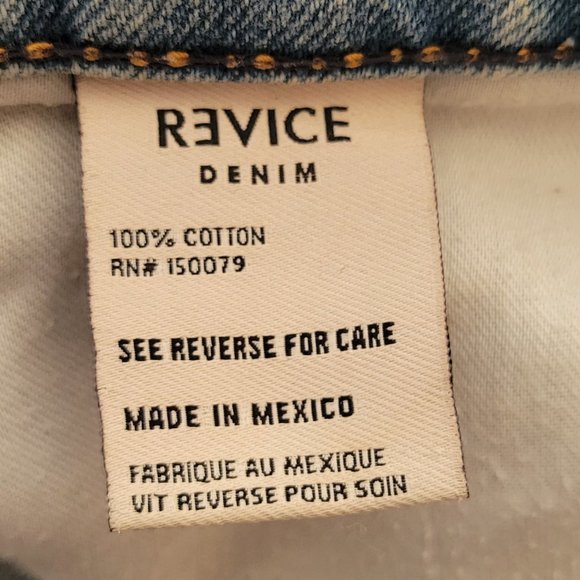 RƎVICE
DENIM
100% COTTON
RN# 150079
SEE REVERSE FOR CARE
MADE IN MEXICO
FABRIQUE AU MEXIQUE
VIT REVERSE POUR SOIN